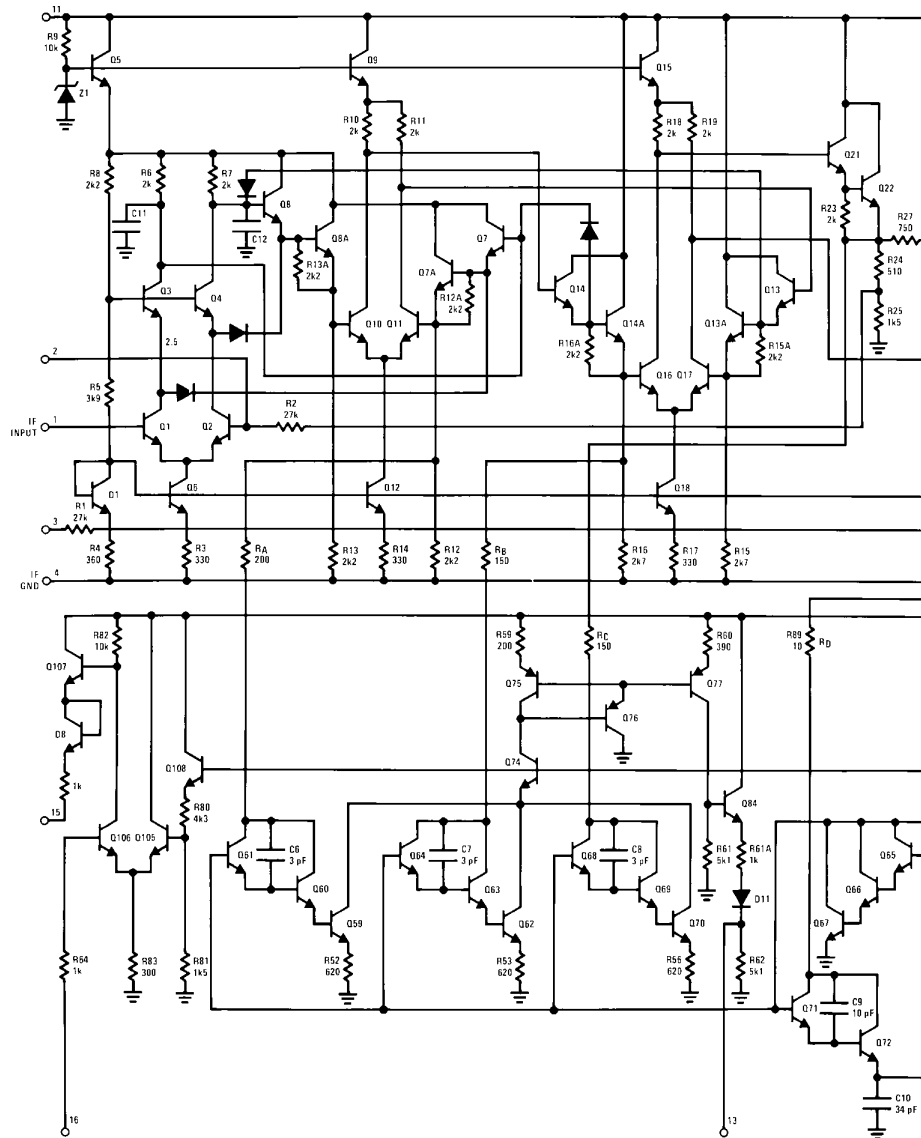 11
R9
10k
Q5
Z1
Q9
R10
2k
R11
2k
Q15
R18
2k
R19
2k
Q21
Q22
R23
2k
R27
750
R24
510
R25
1k5
R8
2k2
R6
2k
R7
2k
Q8
C11
C12
Q8A
R13A
2k2
Q7
Q7A
R12A
2k2
Q3
Q4
2.5
Q10
Q11
Q14
Q14A
R16A
2k2
Q13
Q13A
R15A
2k2
Q16
Q17
2
R5
3k9
R2
27k
IF
INPUT
1
Q1
Q2
D1
Q6
Q12
Q18
R1
27k
3
R4
360
R3
330
RA
200
R13
2k2
R14
330
R12
2k2
RB
150
R16
2k7
R17
330
R15
2k7
IF
GND
4
R82
10k
Q107
D8
1k
15
Q108
R80
4k3
Q106
Q105
R59
200
RC
150
R60
390
R89
10
RD
Q75
Q76
Q77
Q74
Q84
R61
5k1
R61A
1k
D11
R62
5k1
Q61
C6
3 pF
Q60
Q59
R52
620
Q64
C7
3 pF
Q63
Q62
R53
620
Q68
C8
3 pF
Q69
Q70
R56
620
Q65
Q66
Q67
R64
1k
R83
300
R81
1k5
Q71
C9
10 pF
Q72
C10
34 pF
16
13